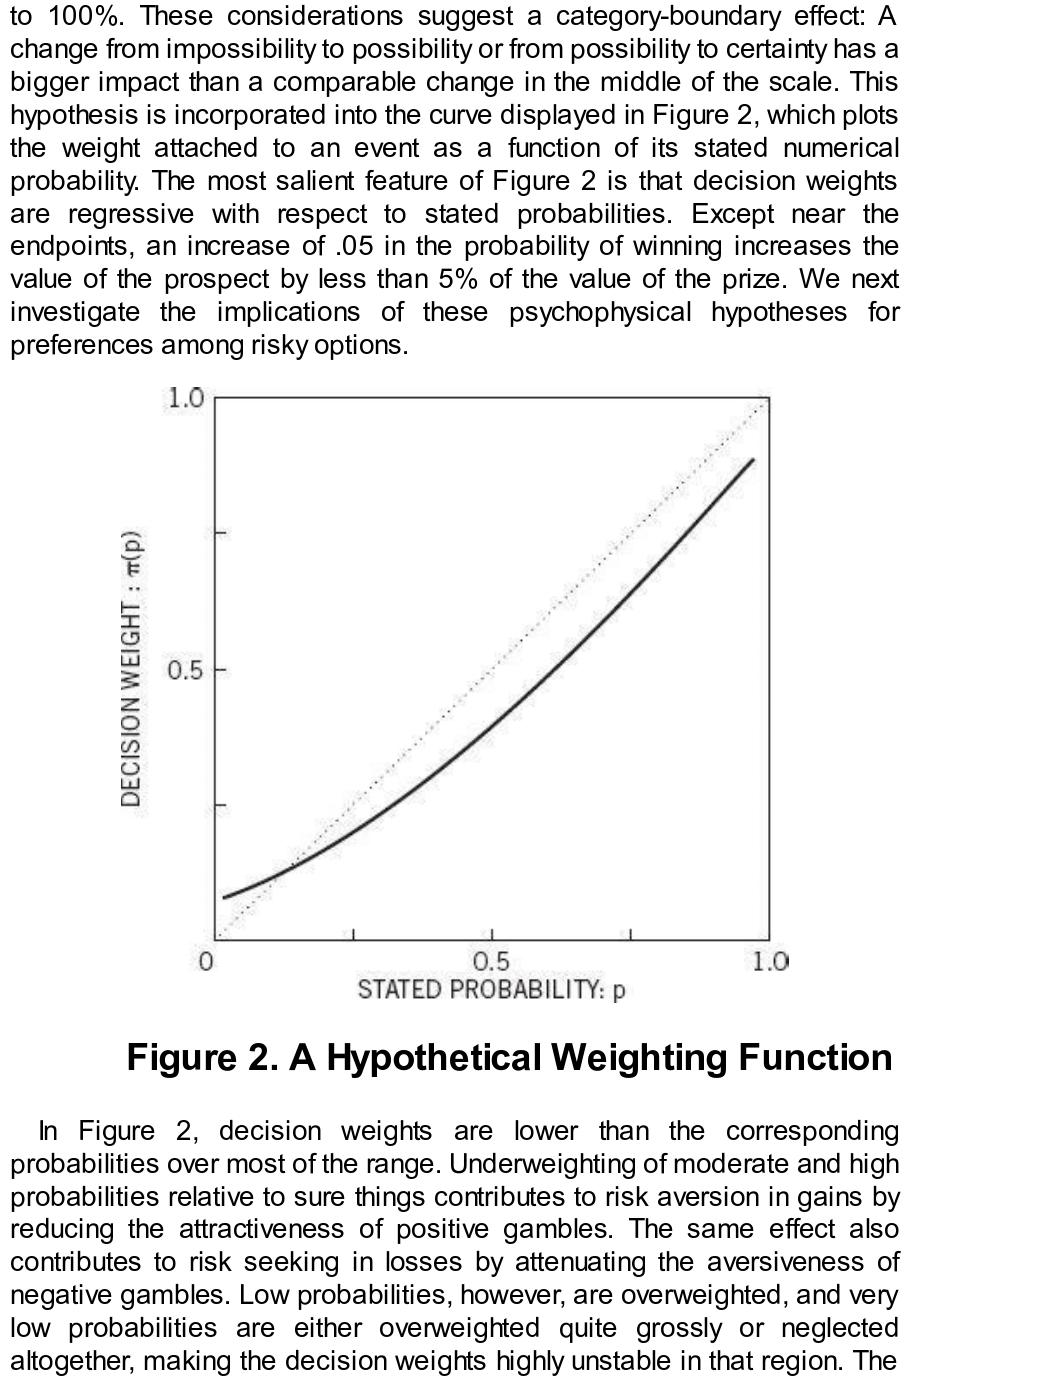 to 100%. These considerations suggest a category-boundary effect: A
change from impossibility to possibility or from possibility to certainty has a
bigger impact than a comparable change in the middle of the scale. This
hypothesis is incorporated into the curve displayed in Figure 2, which plots
the weight attached to an event as a function of its stated numerical
probability. The most salient feature of Figure 2 is that decision weights
are regressive with respect to stated probabilities. Except near the
endpoints, an increase of .05 in the probability of winning increases the
value of the prospect by less than 5% of the value of the prize. We next
investigate the implications of these psychophysical hypotheses for
preferences among risky options.
1.0
DECISION WEIGHT : π(p)
0.5
0
0.5
1.0
STATED PROBABILITY: p
Figure 2. A Hypothetical Weighting Function
In Figure 2, decision weights are lower than the corresponding
probabilities over most of the range. Underweighting of moderate and high
probabilities relative to sure things contributes to risk aversion in gains by
reducing the attractiveness of positive gambles. The same effect also
contributes to risk seeking in losses by attenuating the aversiveness of
negative gambles. Low probabilities, however, are overweighted, and very
low probabilities are either overweighted quite grossly or neglected
altogether, making the decision weights highly unstable in that region. The